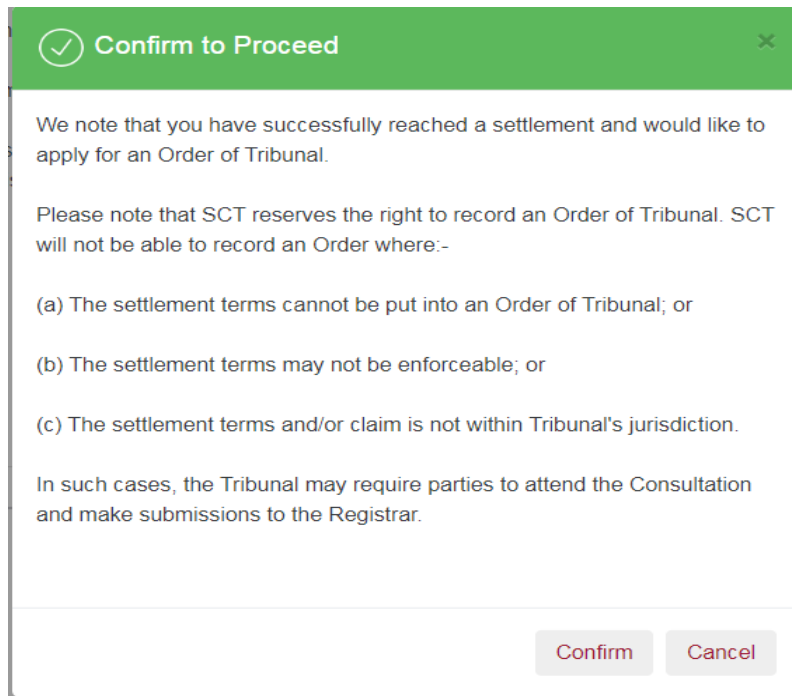 Confirm to Proceed
×
We note that you have successfully reached a settlement and would like to
apply for an Order of Tribunal.
Please note that SCT reserves the right to record an Order of Tribunal. SCT
will not be able to record an Order where:-
(a) The settlement terms cannot be put into an Order of Tribunal; or
(b) The settlement terms may not be enforceable; or
(c) The settlement terms and/or claim is not within Tribunal's jurisdiction.
In such cases, the Tribunal may require parties to attend the Consultation
and make submissions to the Registrar.
Confirm Cancel